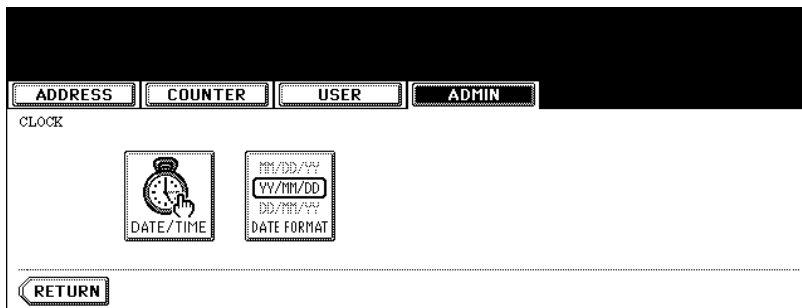 ADDRESS COUNTER USER ADMIN
CLOCK
MM/DD/YY
YY/MM/DD
DD/MM/YY
DATE/TIME DATE FORMAT
RETURN